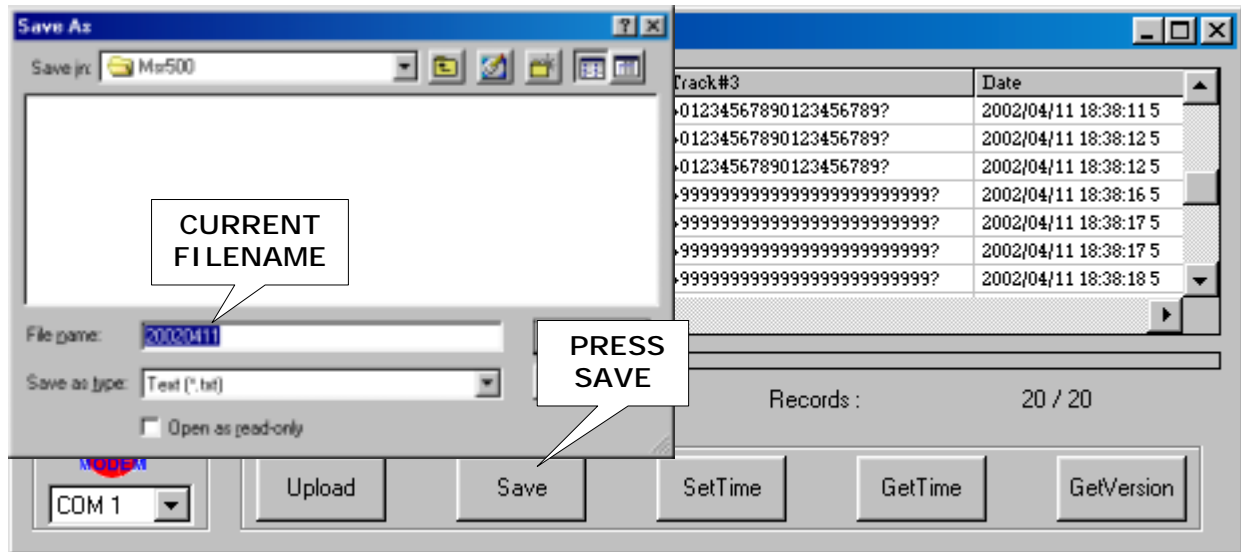 Save As
Save in:
Msr500
Track#3
Date
01234567890123456789?
2002/04/11 18:38:11 5
01234567890123456789?
2002/04/11 18:38:12 5
01234567890123456789?
2002/04/11 18:38:12 5
9999999999999999999999999?
2002/04/11 18:38:16 5
9999999999999999999999999?
2002/04/11 18:38:17 5
9999999999999999999999999?
2002/04/11 18:38:17 5
9999999999999999999999999?
2002/04/11 18:38:18 5
CURRENT
FILENAME
File name:
20020411
PRESS
SAVE
Save as type:
Text (*.txt)
Open as read-only
Records :
20 / 20
MODEM
COM 1
Upload
Save
SetTime
GetTime
GetVersion